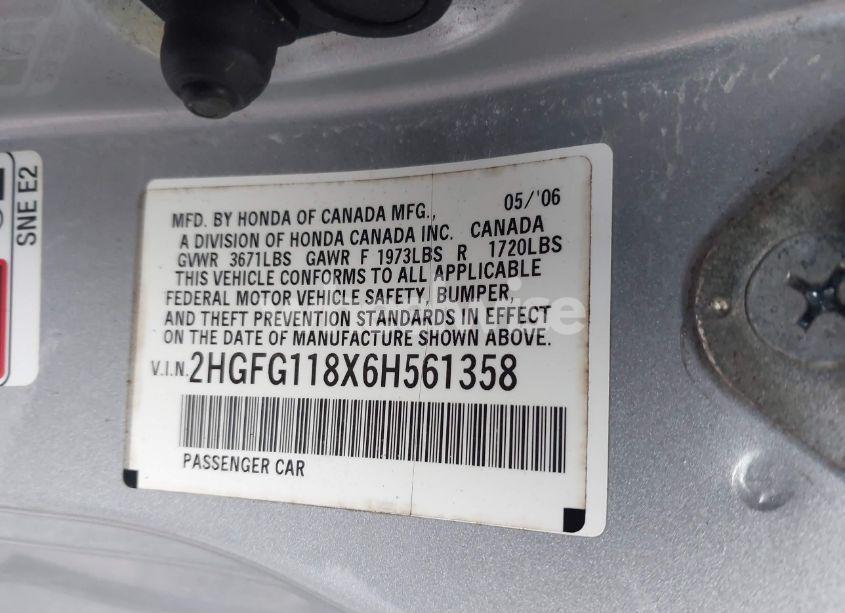 SNE E2
05/'06
MFD. BY HONDA OF CANADA MFG.,
A DIVISION OF HONDA CANADA INC. CANADA
GVWR 3671LBS GAWR F 1973LBS R 1720LBS
THIS VEHICLE CONFORMS TO ALL APPLICABLE
FEDERAL MOTOR VEHICLE SAFETY, BUMPER,
AND THEFT PREVENTION STANDARDS IN EFFECT
ON THE DATE OF MANUFACTURE SHOWN ABOVE.
V.I.N. 2HGFG118X6H561358
PASSENGER CAR